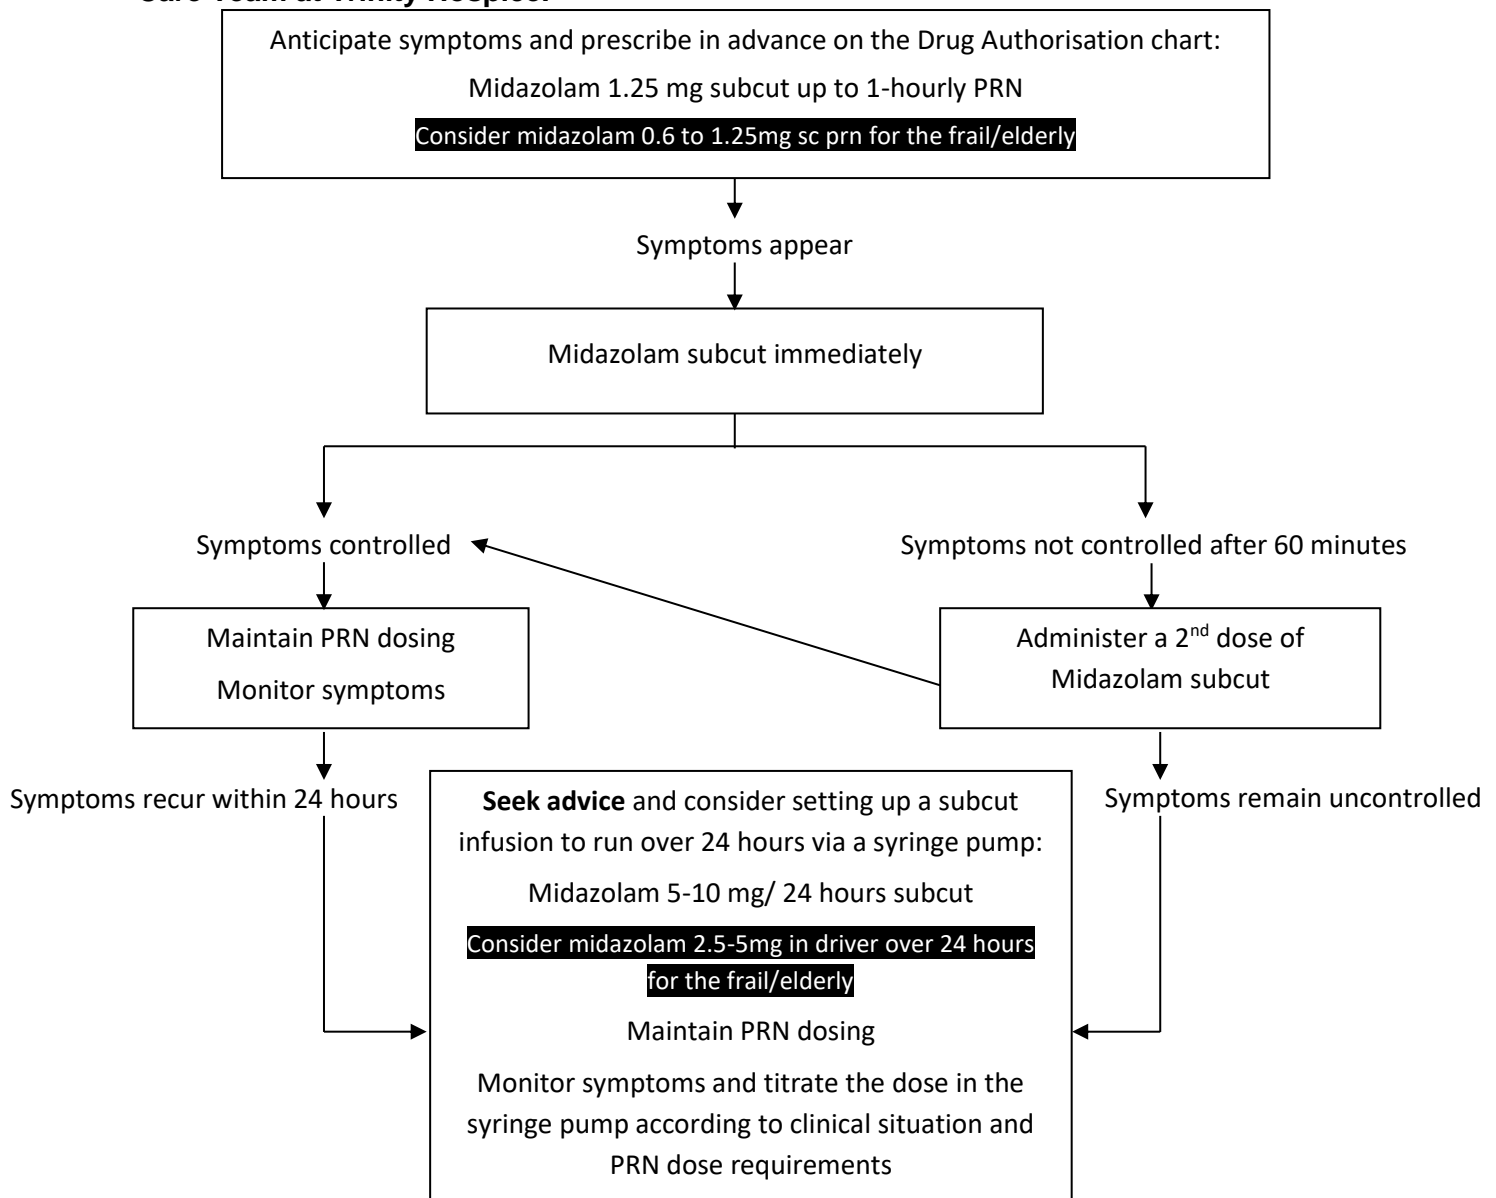 Care Team at Trinity Hospice.
Anticipate symptoms and prescribe in advance on the Drug Authorisation chart:
Midazolam 1.25 mg subcut up to 1-hourly PRN
Consider midazolam 0.6 to 1.25mg sc prn for the frail/elderly
Symptoms appear
Midazolam subcut immediately
Symptoms controlled
Symptoms not controlled after 60 minutes
Maintain PRN dosing
Monitor symptoms
Administer a 2nd dose of
Midazolam subcut
Symptoms recur within 24 hours
Symptoms remain uncontrolled
Seek advice and consider setting up a subcut
infusion to run over 24 hours via a syringe pump:
Midazolam 5-10 mg/ 24 hours subcut
Consider midazolam 2.5-5mg in driver over 24 hours
for the frail/elderly
Maintain PRN dosing
Monitor symptoms and titrate the dose in the
syringe pump according to clinical situation and
PRN dose requirements